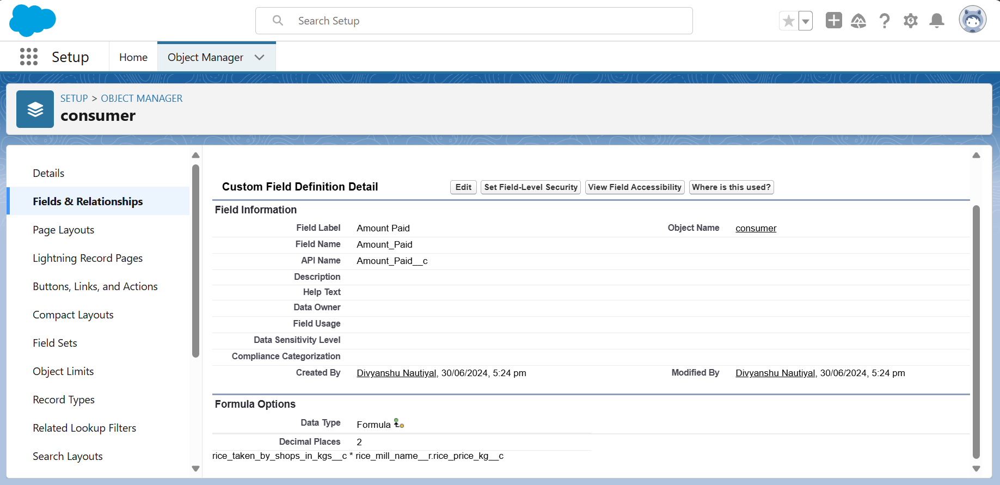 Search Setup
Setup
Home
Object Manager
SETUP > OBJECT MANAGER
consumer
Details
Fields & Relationships
Page Layouts
Lightning Record Pages
Buttons, Links, and Actions
Compact Layouts
Field Sets
Object Limits
Record Types
Related Lookup Filters
Search Layouts
Custom Field Definition Detail
Edit
Set Field-Level Security
View Field Accessibility
Where is this used?
Field Information
Field Label Amount Paid
Object Name consumer
Field Name Amount_Paid
API Name Amount_Paid__c
Description
Help Text
Data Owner
Field Usage
Data Sensitivity Level
Compliance Categorization
Created By Divyanshu Nautiyal, 30/06/2024, 5:24 pm
Modified By Divyanshu Nautiyal, 30/06/2024, 5:24 pm
Formula Options
Data Type Formula
Decimal Places 2
rice_taken_by_shops_in_kgs__c * rice_mill_name__r.rice_price_kg__c